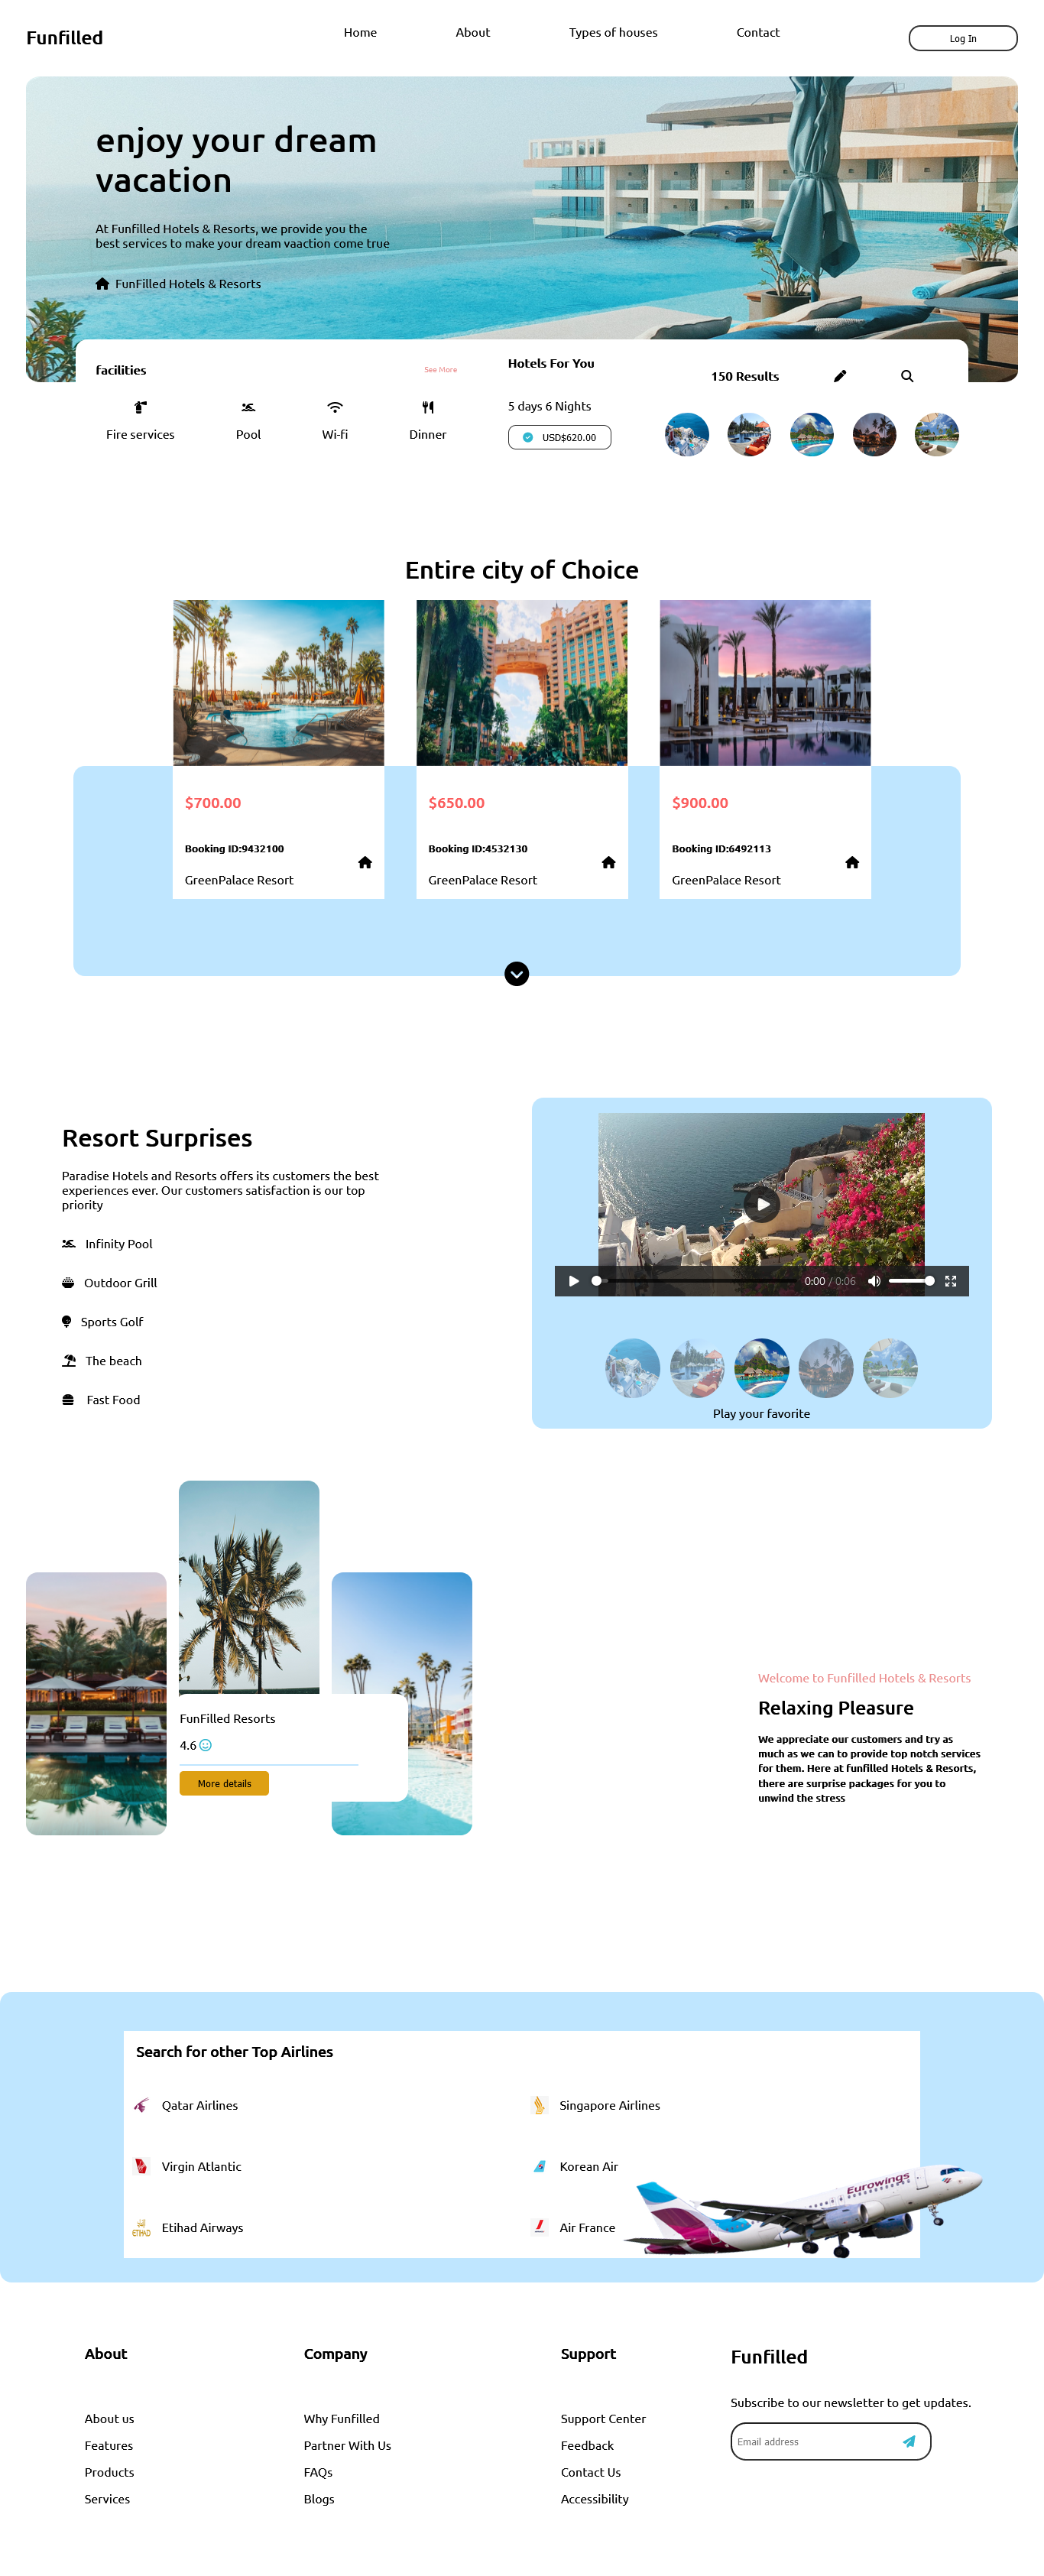 Funfilled
Home
About
Types of houses
Contact
Log In
enjoy your dream
vacation
At Funfilled Hotels & Resorts, we provide you the
best services to make your dream vaaction come true
FunFilled Hotels & Resorts
facilities
See More
Fire services
Pool
Wi-fi
Dinner
Hotels For You
5 days 6 Nights
USD$620.00
150 Results
Entire city of Choice
$700.00
Booking ID:9432100
GreenPalace Resort
$650.00
Booking ID:4532130
GreenPalace Resort
$900.00
Booking ID:6492113
GreenPalace Resort
Resort Surprises
Paradise Hotels and Resorts offers its customers the best
experiences ever. Our customers satisfaction is our top
priority
Infinity Pool
Outdoor Grill
Sports Golf
The beach
Fast Food
0:00 / 0:06
Play your favorite
FunFilled Resorts
4.6
More details
Welcome to Funfilled Hotels & Resorts
Relaxing Pleasure
We appreciate our customers and try as
much as we can to provide top notch services
for them. Here at funfilled Hotels & Resorts,
there are surprise packages for you to
unwind the stress
Search for other Top Airlines
Qatar Airlines
Singapore Airlines
Virgin Atlantic
Korean Air
Etihad Airways
ETIHAD
Air France
Eurowings
About
About us
Features
Products
Services
Company
Why Funfilled
Partner With Us
FAQs
Blogs
Support
Support Center
Feedback
Contact Us
Accessibility
Funfilled
Subscribe to our newsletter to get updates.
Email address